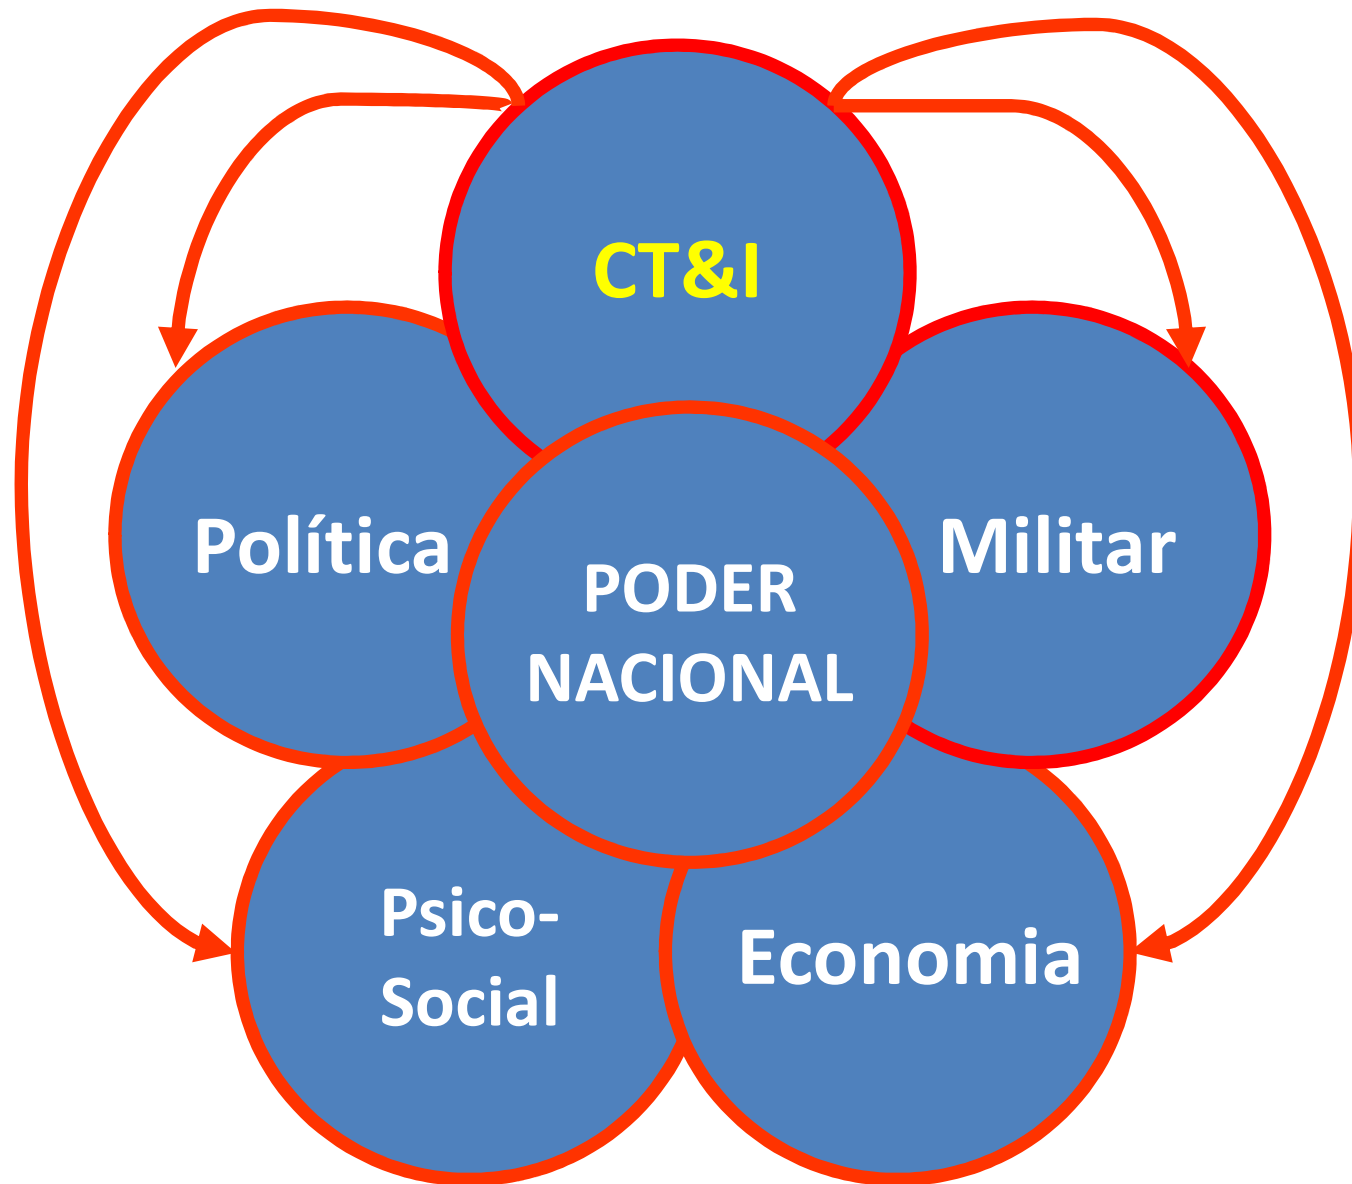 CT&I
Política
Militar
PODER
NACIONAL
Psico-
Social
Economia